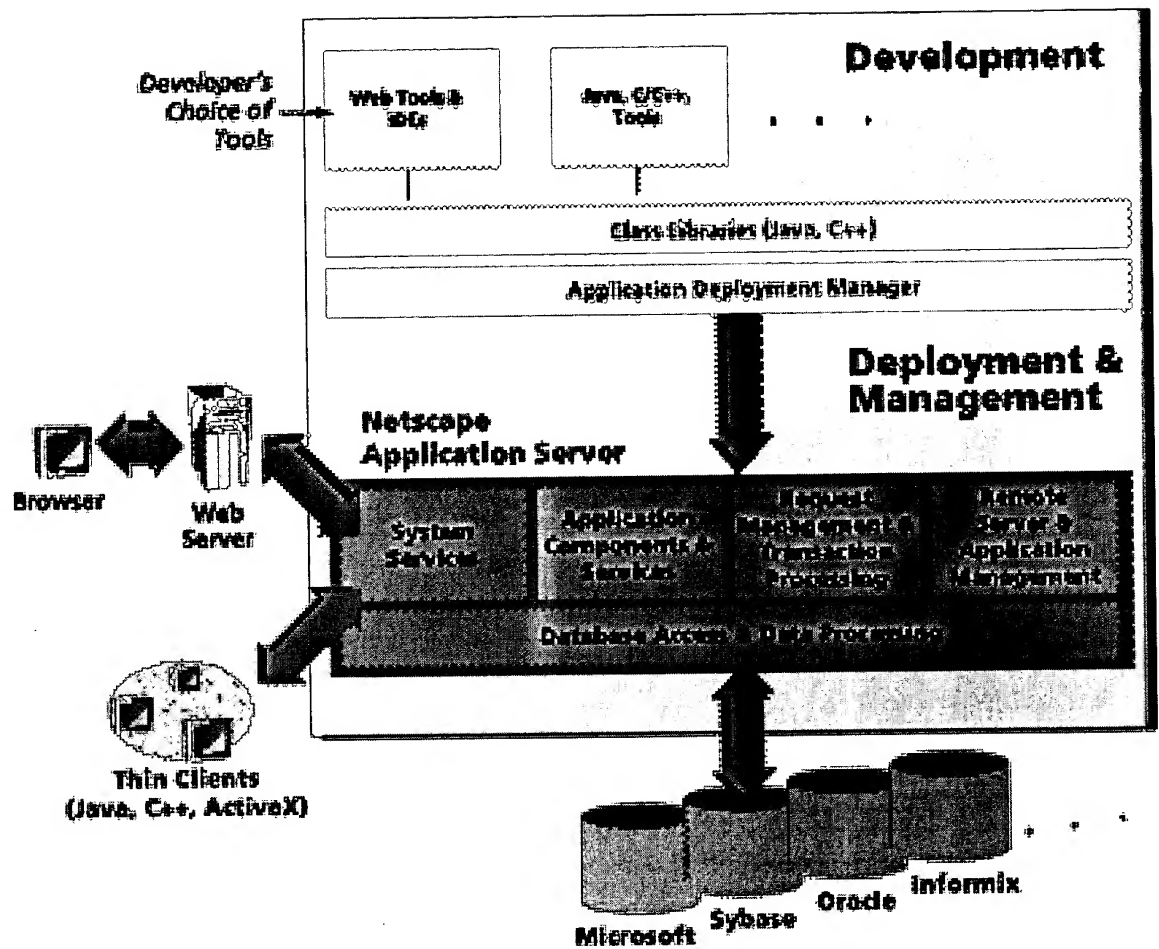 Development
Developer's
Choice of
Tools
Web Tools &
Java, C/C++,
Tools
Class Libraries (Java, C++)
Application Deployment Manager
Deployment &
Management
Netscape
Application Server
Browser
Web
Server
System
Services
Application
Components &
Services
Request
Management &
Transaction
Processing
Remote
Server &
Application
Management
Database Access & Data Processing
Thin Clients
(Java, C++, ActiveX)
Microsoft
Sybase
Oracle
Informix